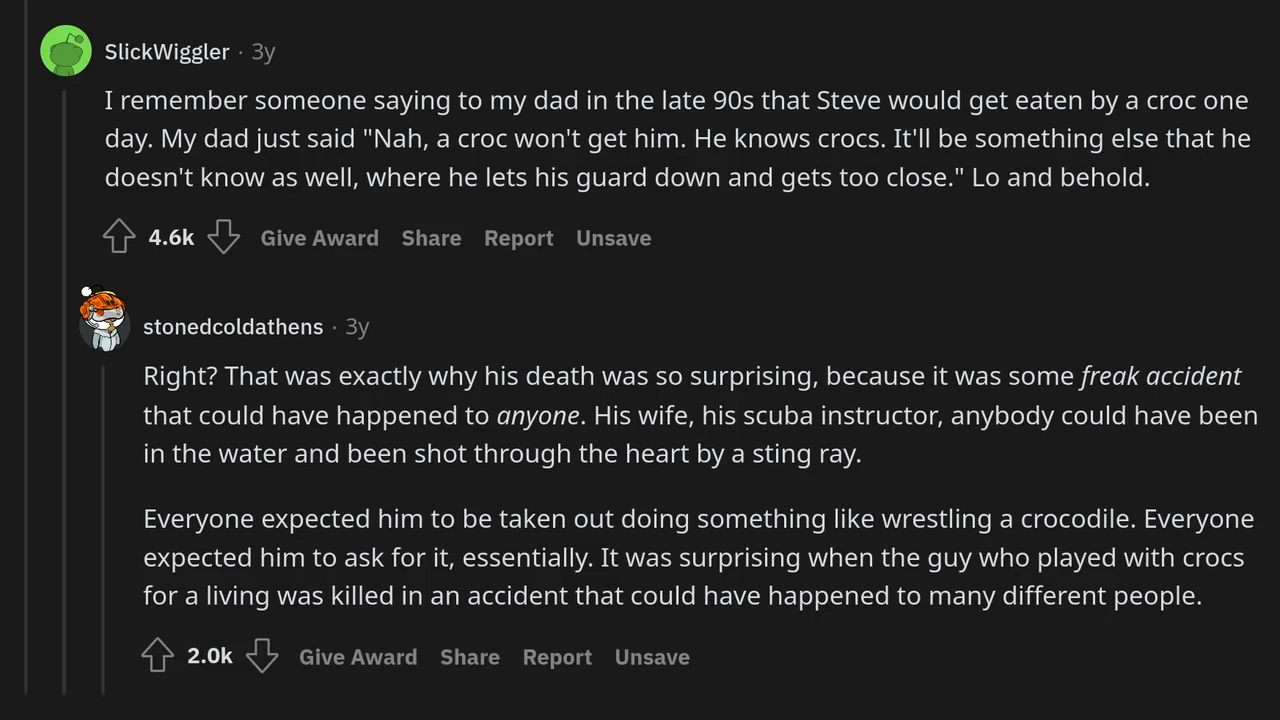 SlickWiggler · 3y
I remember someone saying to my dad in the late 90s that Steve would get eaten by a croc one
day. My dad just said "Nah, a croc won't get him. He knows crocs. It'll be something else that he
doesn't know as well, where he lets his guard down and gets too close." Lo and behold.
4.6k Give Award Share Report Unsave
stonedcoldathens · 3y
Right? That was exactly why his death was so surprising, because it was some freak accident
that could have happened to anyone. His wife, his scuba instructor, anybody could have been
in the water and been shot through the heart by a sting ray.
Everyone expected him to be taken out doing something like wrestling a crocodile. Everyone
expected him to ask for it, essentially. It was surprising when the guy who played with crocs
for a living was killed in an accident that could have happened to many different people.
2.0k Give Award Share Report Unsave